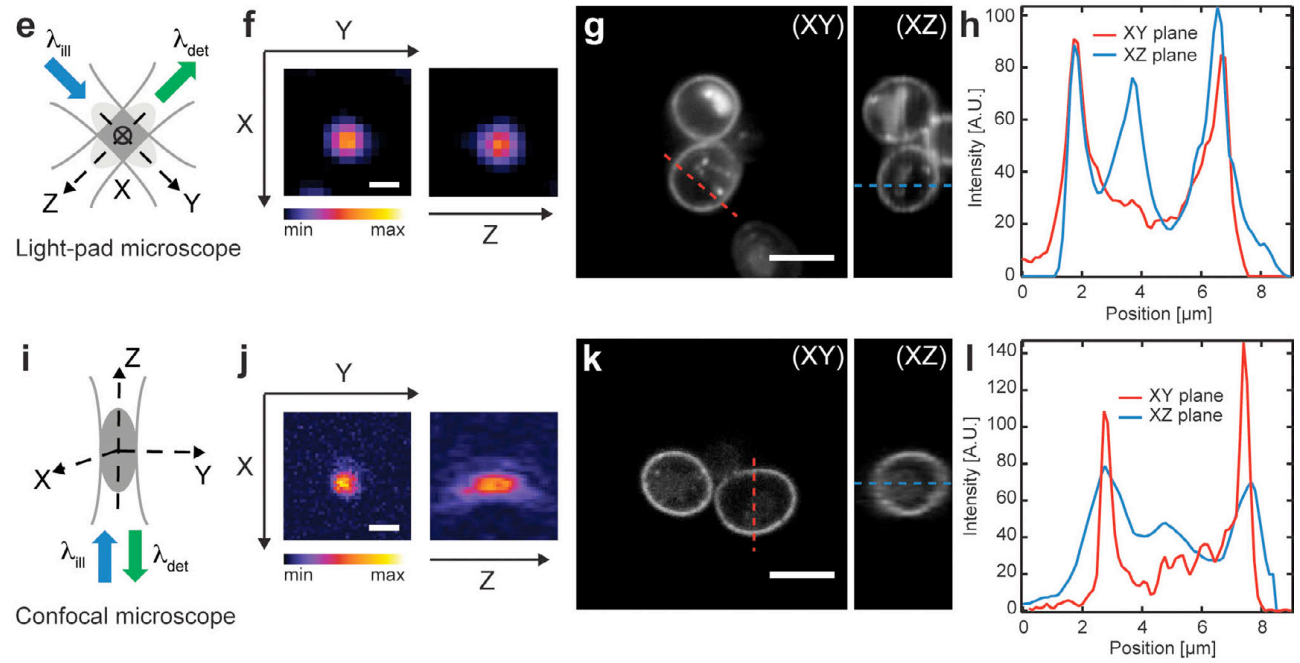 e
λill
λdet
Z
X
Y
Light-pad microscope
f
Y
X
min
max
Z
g
(XY)
(XZ)
h
100
80
60
40
20
0
Intensity [A.U.]
XY plane
XZ plane
0
2
4
6
8
Position [µm]
i
Z
X
Y
λill
λdet
Confocal microscope
j
Y
X
min
max
Z
k
(XY)
(XZ)
l
140
120
100
80
60
40
20
0
Intensity [A.U.]
XY plane
XZ plane
0
2
4
6
8
Position [µm]